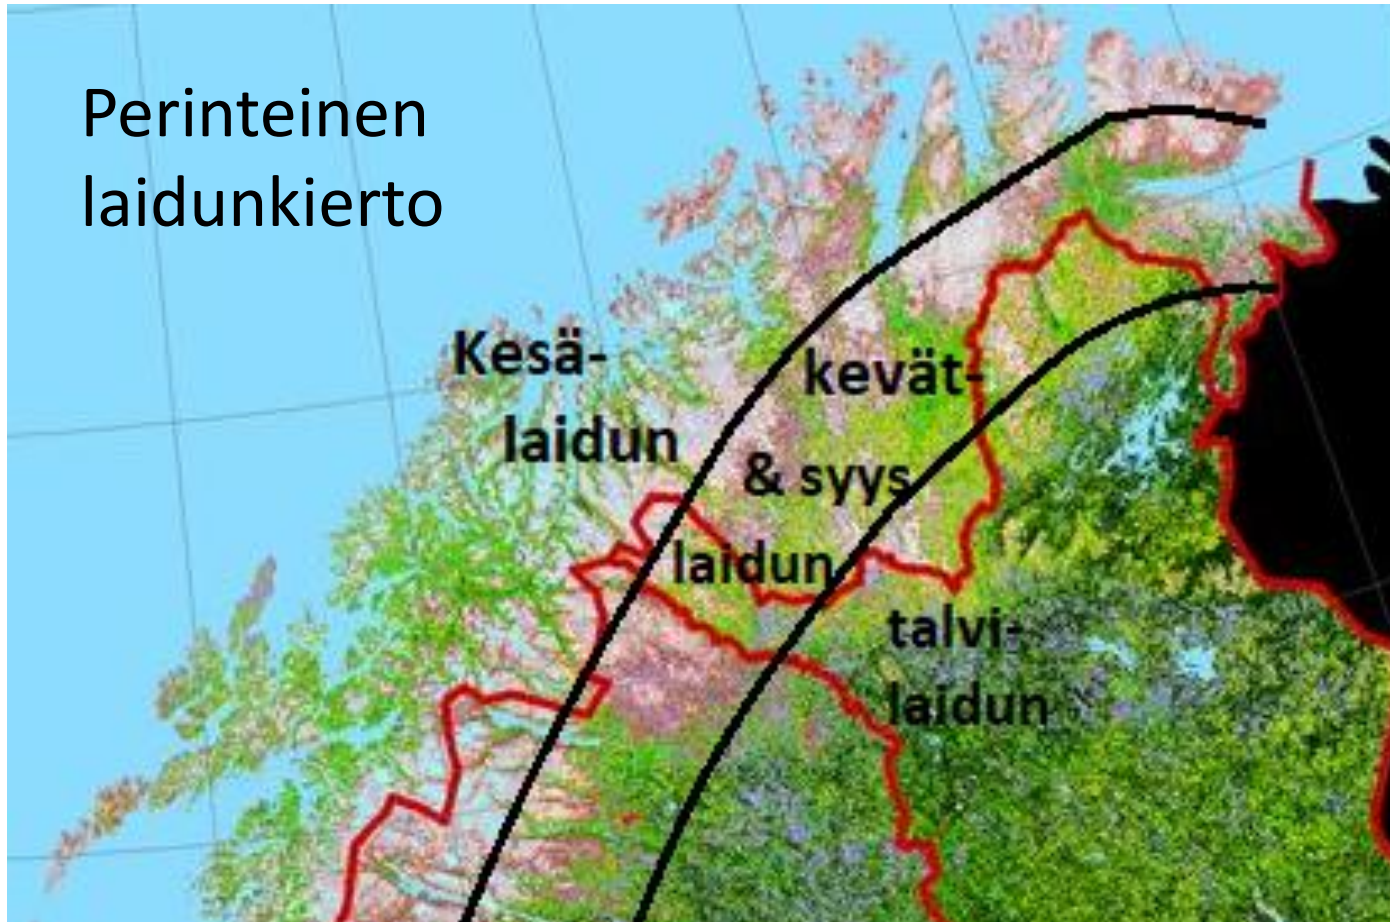 Perinteinen
laidunkierto
Kesä-
laidun
kevät-
& syys
laidun
talvi-
laidun